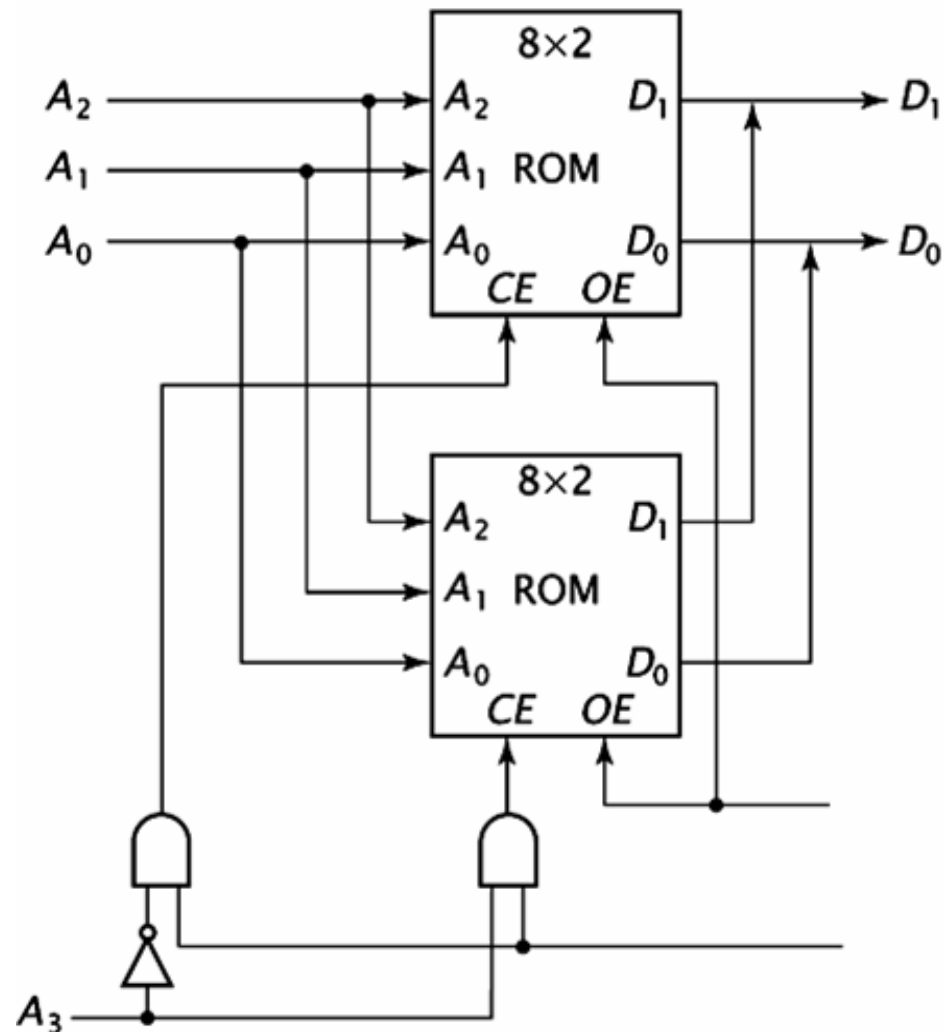 8×2
A₂ A₂ D₁ D₁
A₁ A₁ ROM
A₀ A₀ D₀ D₀
CE OE
8×2
A₂ D₁
A₁ ROM
A₀ D₀
CE OE
A₃